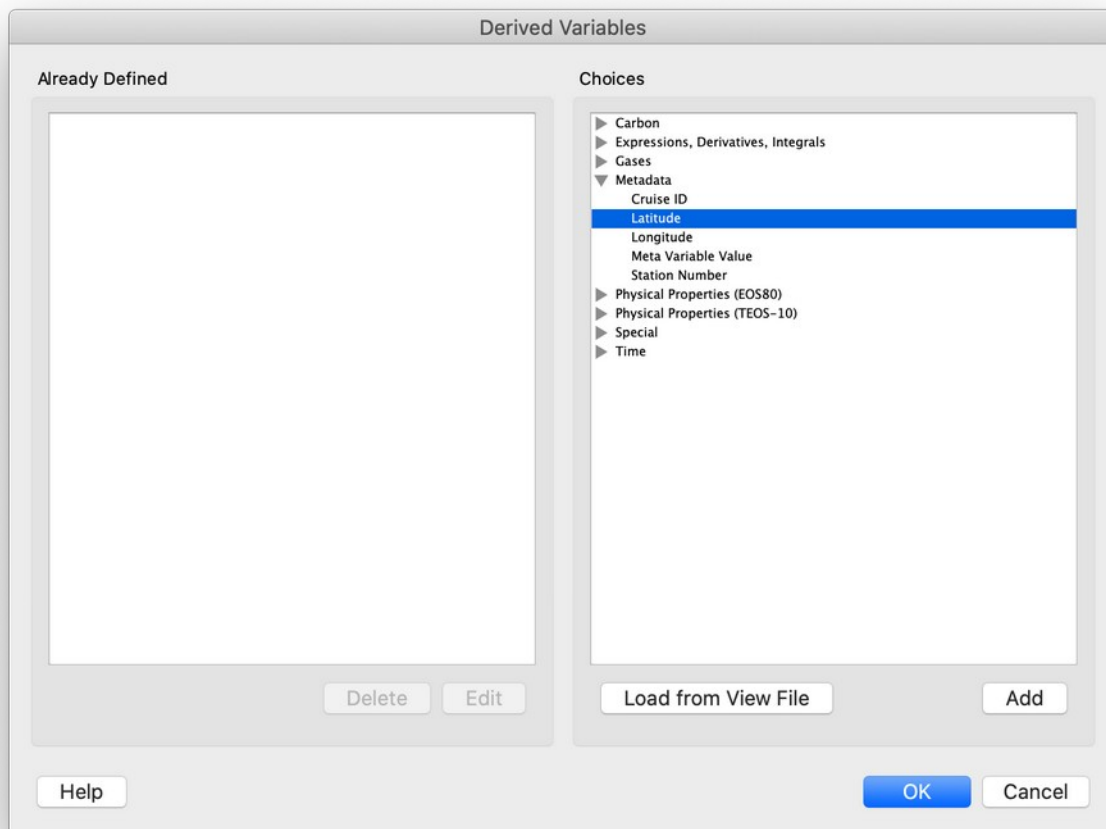 Derived Variables
Already Defined
Choices
Carbon
Expressions, Derivatives, Integrals
Gases
Metadata
Cruise ID
Latitude
Longitude
Meta Variable Value
Station Number
Physical Properties (EOS80)
Physical Properties (TEOS-10)
Special
Time
Delete
Edit
Load from View File
Add
Help
OK
Cancel